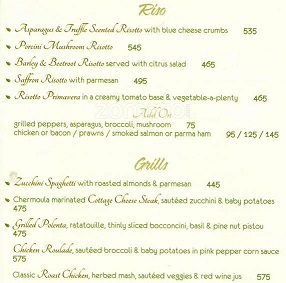 Riso
Asparagus & Truffle Scented Risotto with blue cheese crumbs 535
Porcini Mushroom Risotto 545
Barley & Beetroot Risotto served with citrus salad 465
Saffron Risotto with parmesan 495
Risotto Primavera in a creamy tomato base & vegetable-a-plenty 465
Add On
grilled peppers, asparagus, broccoli, mushroom 75
chicken or bacon / prawns / smoked salmon or parma ham 95 / 125 / 145
Grills
Zucchini Spaghetti with roasted almonds & parmesan 445
Chermoula marinated Cottage Cheese Steak, sautéed zucchini & baby potatoes
475
Grilled Polenta, ratatouille, thinly sliced bocconcini, basil & pine nut pistou
475
Chicken Roulade, sautéed broccoli & baby potatoes in pink pepper corn sauce
575
Classic Roast Chicken, herbed mash, sautéed veggies & red wine jus 575